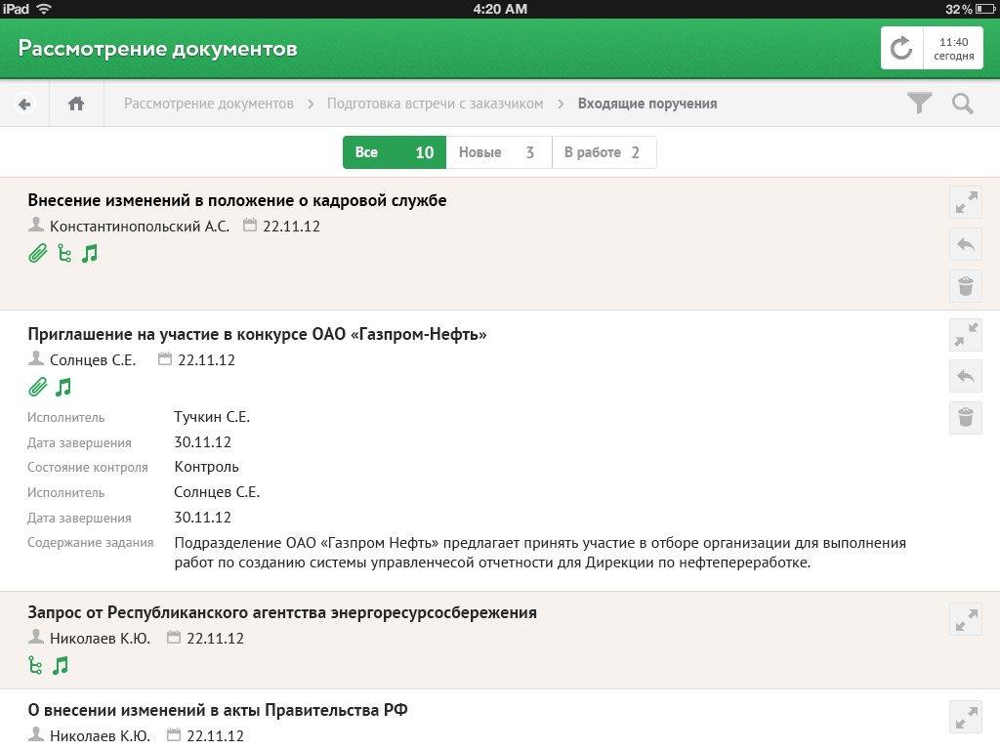 iPad 4:20 AM 32%
Рассмотрение документов
11:40
сегодня
Рассмотрение документов Подготовка встречи с заказчиком Входящие поручения
Все 10 Новые 3 В работе 2
Внесение изменений в положение о кадровой службе
Константинопольский А.С. 22.11.12
Приглашение на участие в конкурсе ОАО «Газпром-Нефть»
Солнцев С.Е. 22.11.12
Исполнитель Тучкин С.Е.
Дата завершения 30.11.12
Состояние контроля Контроль
Исполнитель Солнцев С.Е.
Дата завершения 30.11.12
Содержание задания Подразделение ОАО «Газпром Нефть» предлагает принять участие в отборе организации для выполнения
работ по созданию системы управленчесой отчетности для Дирекции по нефтепереработке.
Запрос от Республиканского агентства энергоресурсосбережения
Николаев К.Ю. 22.11.12
О внесении изменений в акты Правительства РФ
Николаев К.Ю. 22.11.12